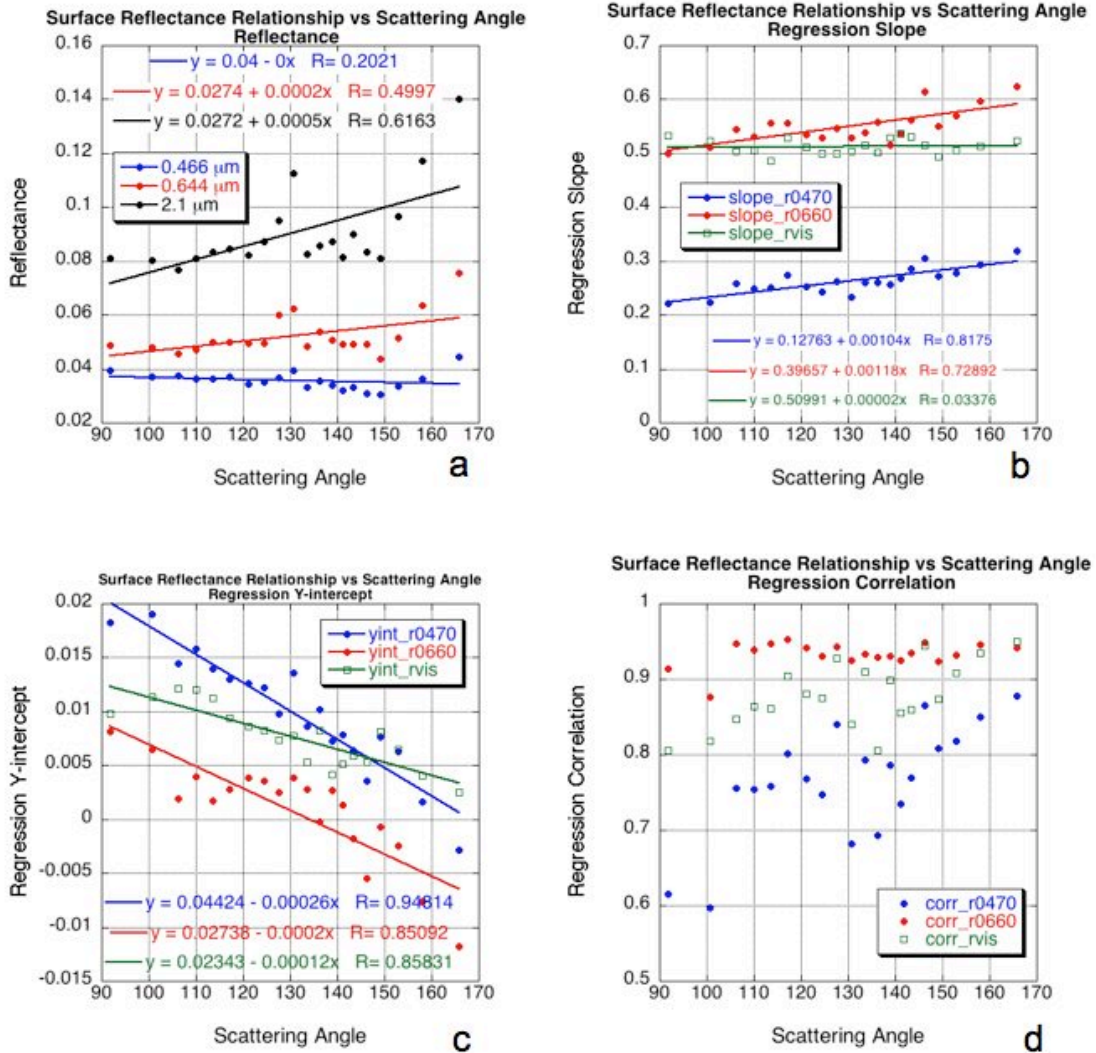 Surface Reflectance Relationship vs Scattering Angle
Reflectance
0.16
0.14
0.12
0.1
0.08
0.06
0.04
0.02
y = 0.04 - 0x R= 0.2021
y = 0.0274 + 0.0002x R= 0.4997
y = 0.0272 + 0.0005x R= 0.6163
0.466 μm
0.644 μm
2.1 μm
Reflectance
90 100 110 120 130 140 150 160 170
Scattering Angle
a
Surface Reflectance Relationship vs Scattering Angle
Regression Slope
0.7
0.6
0.5
0.4
0.3
0.2
0.1
0
slope_r0470
slope_r0660
slope_rvis
y = 0.12763 + 0.00104x R= 0.8175
y = 0.39657 + 0.00118x R= 0.72892
y = 0.50991 + 0.00002x R= 0.03376
Regression Slope
90 100 110 120 130 140 150 160 170
Scattering Angle
b
Surface Reflectance Relationship vs Scattering Angle
Regression Y-intercept
0.02
0.015
0.01
0.005
0
-0.005
-0.01
-0.015
yint_r0470
yint_r0660
yint_rvis
y = 0.04424 - 0.00026x R= 0.94814
y = 0.02738 - 0.0002x R= 0.85092
y = 0.02343 - 0.00012x R= 0.85831
Regression Y-intercept
90 100 110 120 130 140 150 160 170
Scattering Angle
c
Surface Reflectance Relationship vs Scattering Angle
Regression Correlation
1
0.9
0.8
0.7
0.6
0.5
corr_r0470
corr_r0660
corr_rvis
Regression Correlation
90 100 110 120 130 140 150 160 170
Scattering Angle
d